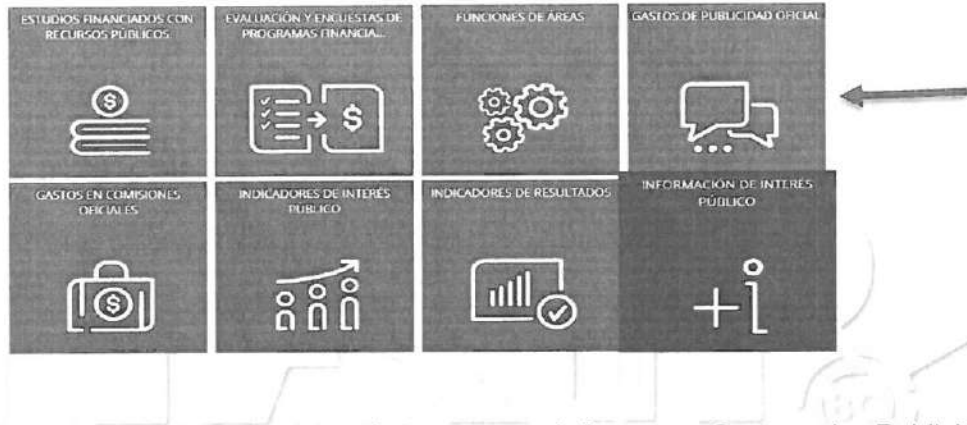 ESTUDIOS FINANCIADOS CON
RECURSOS PÚBLICOS
EVALUACIÓN Y ENCUESTAS DE
PROGRAMAS FINANCIA...
FUNCIONES DE ÁREAS
GASTOS DE PUBLICIDAD OFICIAL
$
$
GASTOS EN COMISIONES
OFICIALES
INDICADORES DE INTERÉS
PÚBLICO
INDICADORES DE RESULTADOS
INFORMACIÓN DE INTERÉS
PÚBLICO
$
+i